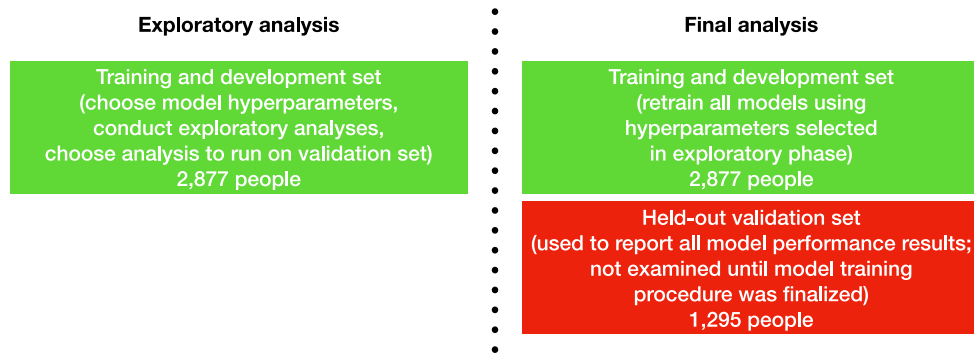 Exploratory analysis
Training and development set
(choose model hyperparameters,
conduct exploratory analyses,
choose analysis to run on validation set)
2,877 people
Final analysis
Training and development set
(retrain all models using
hyperparameters selected
in exploratory phase)
2,877 people
Held-out validation set
(used to report all model performance results;
not examined until model training
procedure was finalized)
1,295 people